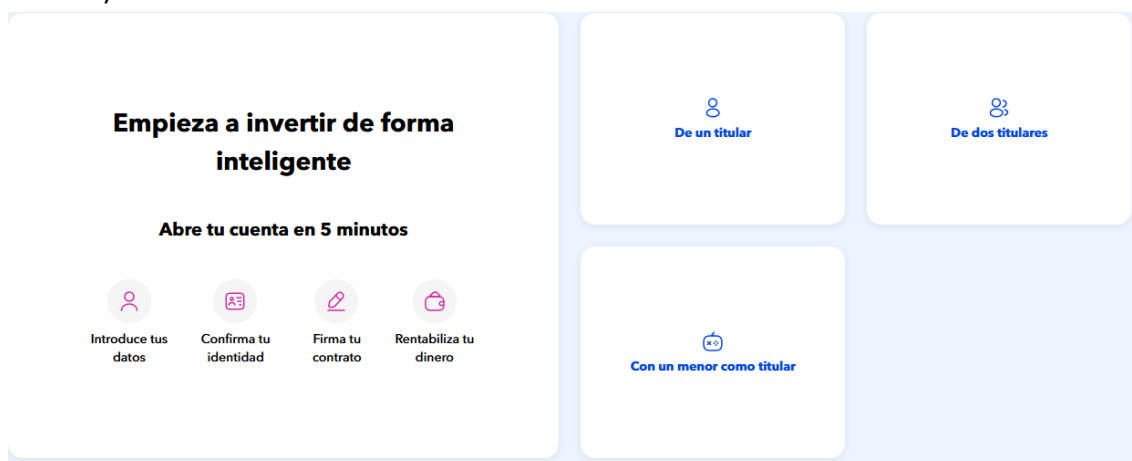 Empieza a invertir de forma
inteligente
Abre tu cuenta en 5 minutos
Introduce tus
datos
Confirma tu
identidad
Firma tu
contrato
Rentabiliza tu
dinero
De un titular
De dos titulares
Con un menor como titular